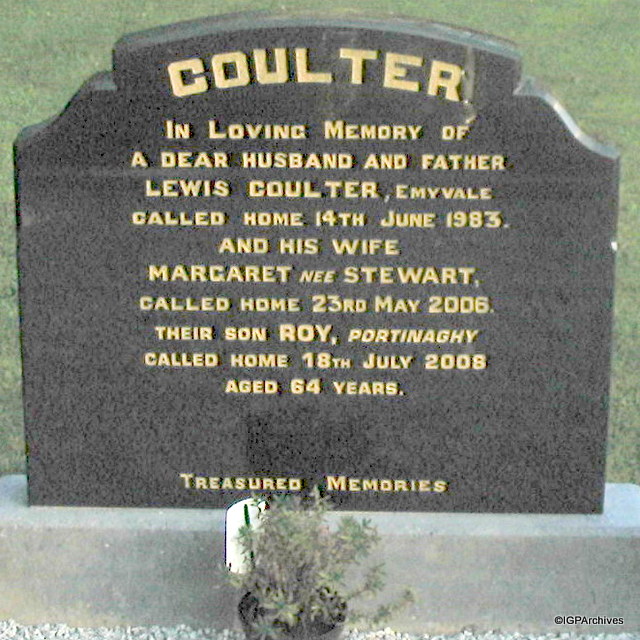 COULTER
IN LOVING MEMORY OF
A DEAR HUSBAND AND FATHER
LEWIS COULTER, EMYVALE
CALLED HOME 14TH JUNE 1983.
AND HIS WIFE
MARGARET NEE STEWART,
CALLED HOME 23RD MAY 2006.
THEIR SON ROY, PORTINAGHY
CALLED HOME 18TH JULY 2008
AGED 64 YEARS.
TREASURED MEMORIES
©IGPArchives